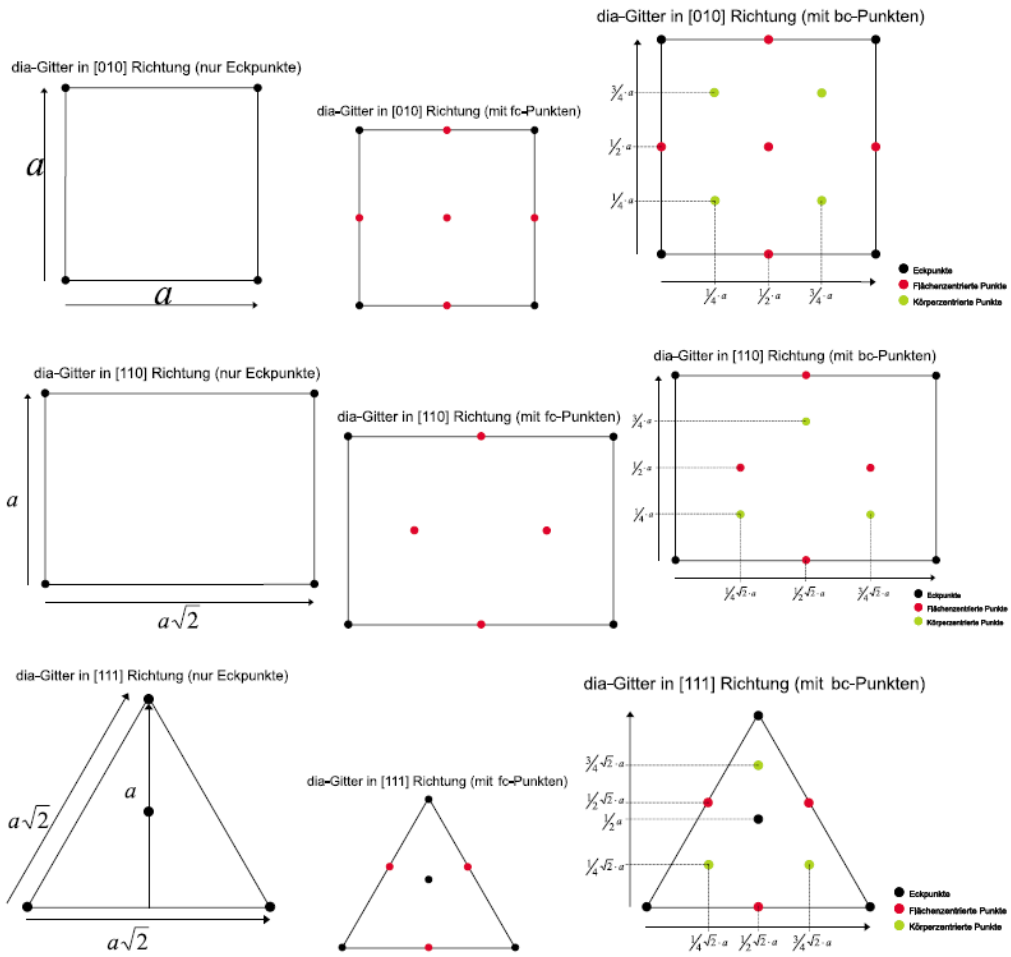 dia-Gitter in [010] Richtung (nur Eckpunkte)
a
a
dia-Gitter in [010] Richtung (mit fc-Punkten)
dia-Gitter in [010] Richtung (mit bc-Punkten)
¾·a
½·a
¼·a
¼·a
½·a
¾·a
Eckpunkte
Flächenzentrierte Punkte
Körperzentrierte Punkte
dia-Gitter in [110] Richtung (nur Eckpunkte)
a
a√2
dia-Gitter in [110] Richtung (mit fc-Punkten)
dia-Gitter in [110] Richtung (mit bc-Punkten)
¾·a
½·a
¼·a
¼√2·a
½√2·a
¾√2·a
Eckpunkte
Flächenzentrierte Punkte
Körperzentrierte Punkte
dia-Gitter in [111] Richtung (nur Eckpunkte)
a√2
a
a√2
dia-Gitter in [111] Richtung (mit fc-Punkten)
dia-Gitter in [111] Richtung (mit bc-Punkten)
¾√2·a
½√2·a
½a
¼√2·a
¼√2·a
½√2·a
¾√2·a
Eckpunkte
Flächenzentrierte Punkte
Körperzentrierte Punkte